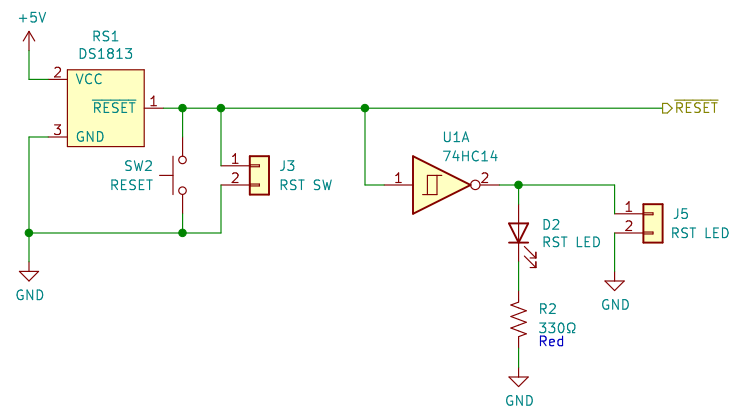 +5V
RS1
DS1813
2
VCC
RESET
1
RESET
3
GND
SW2
RESET
1
2
J3
RST SW
U1A
74HC14
1
2
J5
1
2
RST LED
D2
RST LED
GND
GND
R2
330Ω
Red
GND